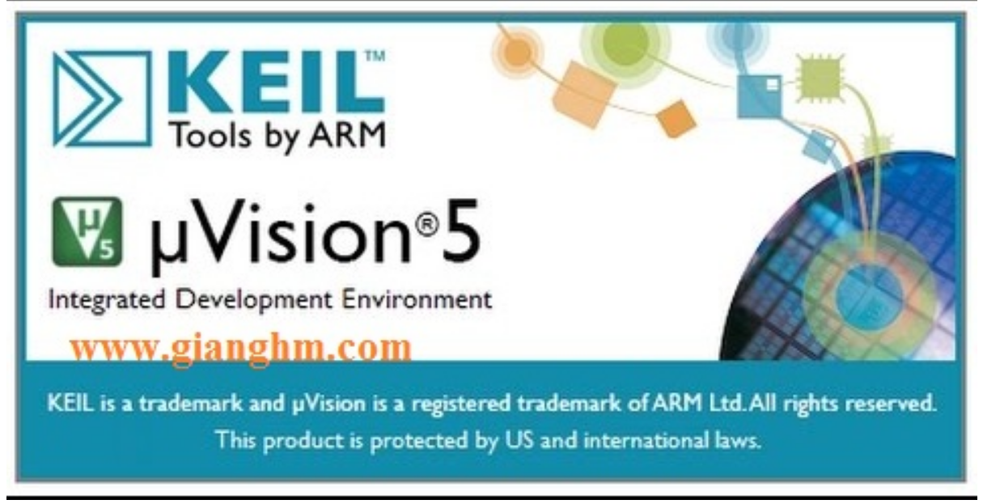 KEIL™
Tools by ARM
µ5
µVision®5
Integrated Development Environment
www.gianghm.com
KEIL is a trademark and µVision is a registered trademark of ARM Ltd. All rights reserved.
This product is protected by US and international laws.